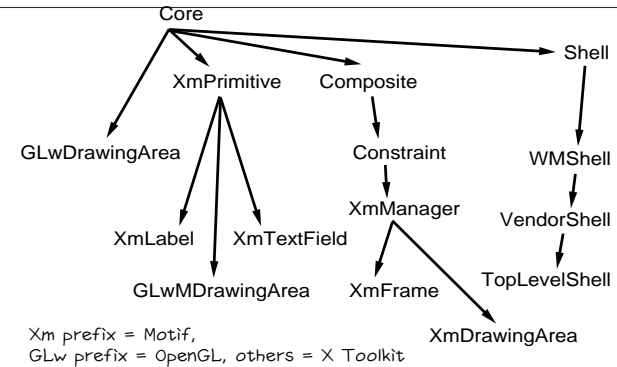 Core
Shell
XmPrimitive
Composite
GLwDrawingArea
Constraint
WMShell
XmManager
VendorShell
XmLabel
XmTextField
TopLevelShell
GLwMDrawingArea
XmFrame
XmDrawingArea
Xm prefix = Motif,
GLw prefix = OpenGL, others = X Toolkit